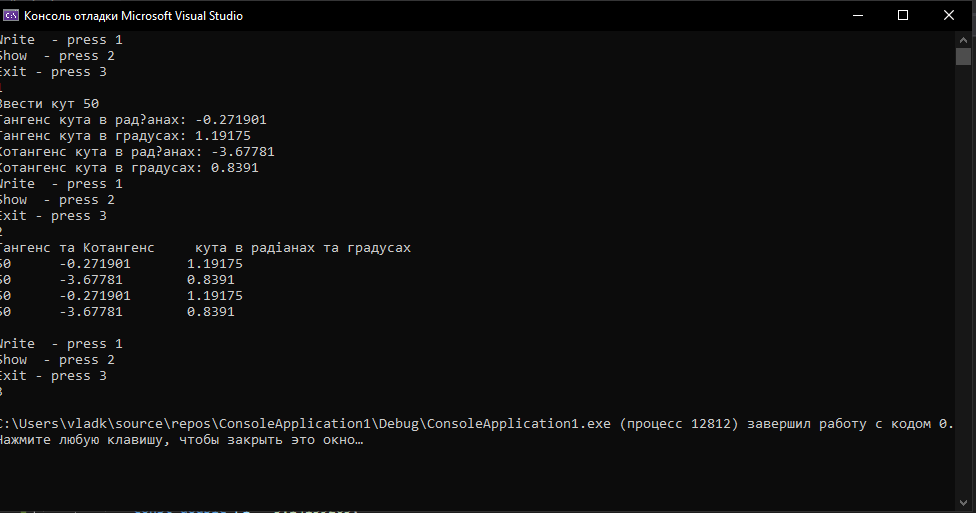 Консоль отладки Microsoft Visual Studio
Write - press 1
Show - press 2
Exit - press 3
1
Ввести кут 50
Тангенс кута в рад?анах: -0.271901
Тангенс кута в градусах: 1.19175
Котангенс кута в рад?анах: -3.67781
Котангенс кута в градусах: 0.8391
Write - press 1
Show - press 2
Exit - press 3
2
Тангенс та Котангенс кута в радіанах та градусах
50 -0.271901 1.19175
50 -3.67781 0.8391
50 -0.271901 1.19175
50 -3.67781 0.8391
Write - press 1
Show - press 2
Exit - press 3
3
C:\Users\vladk\source\repos\ConsoleApplication1\Debug\ConsoleApplication1.exe (процесс 12812) завершил работу с кодом 0.
Нажмите любую клавишу, чтобы закрыть это окно…